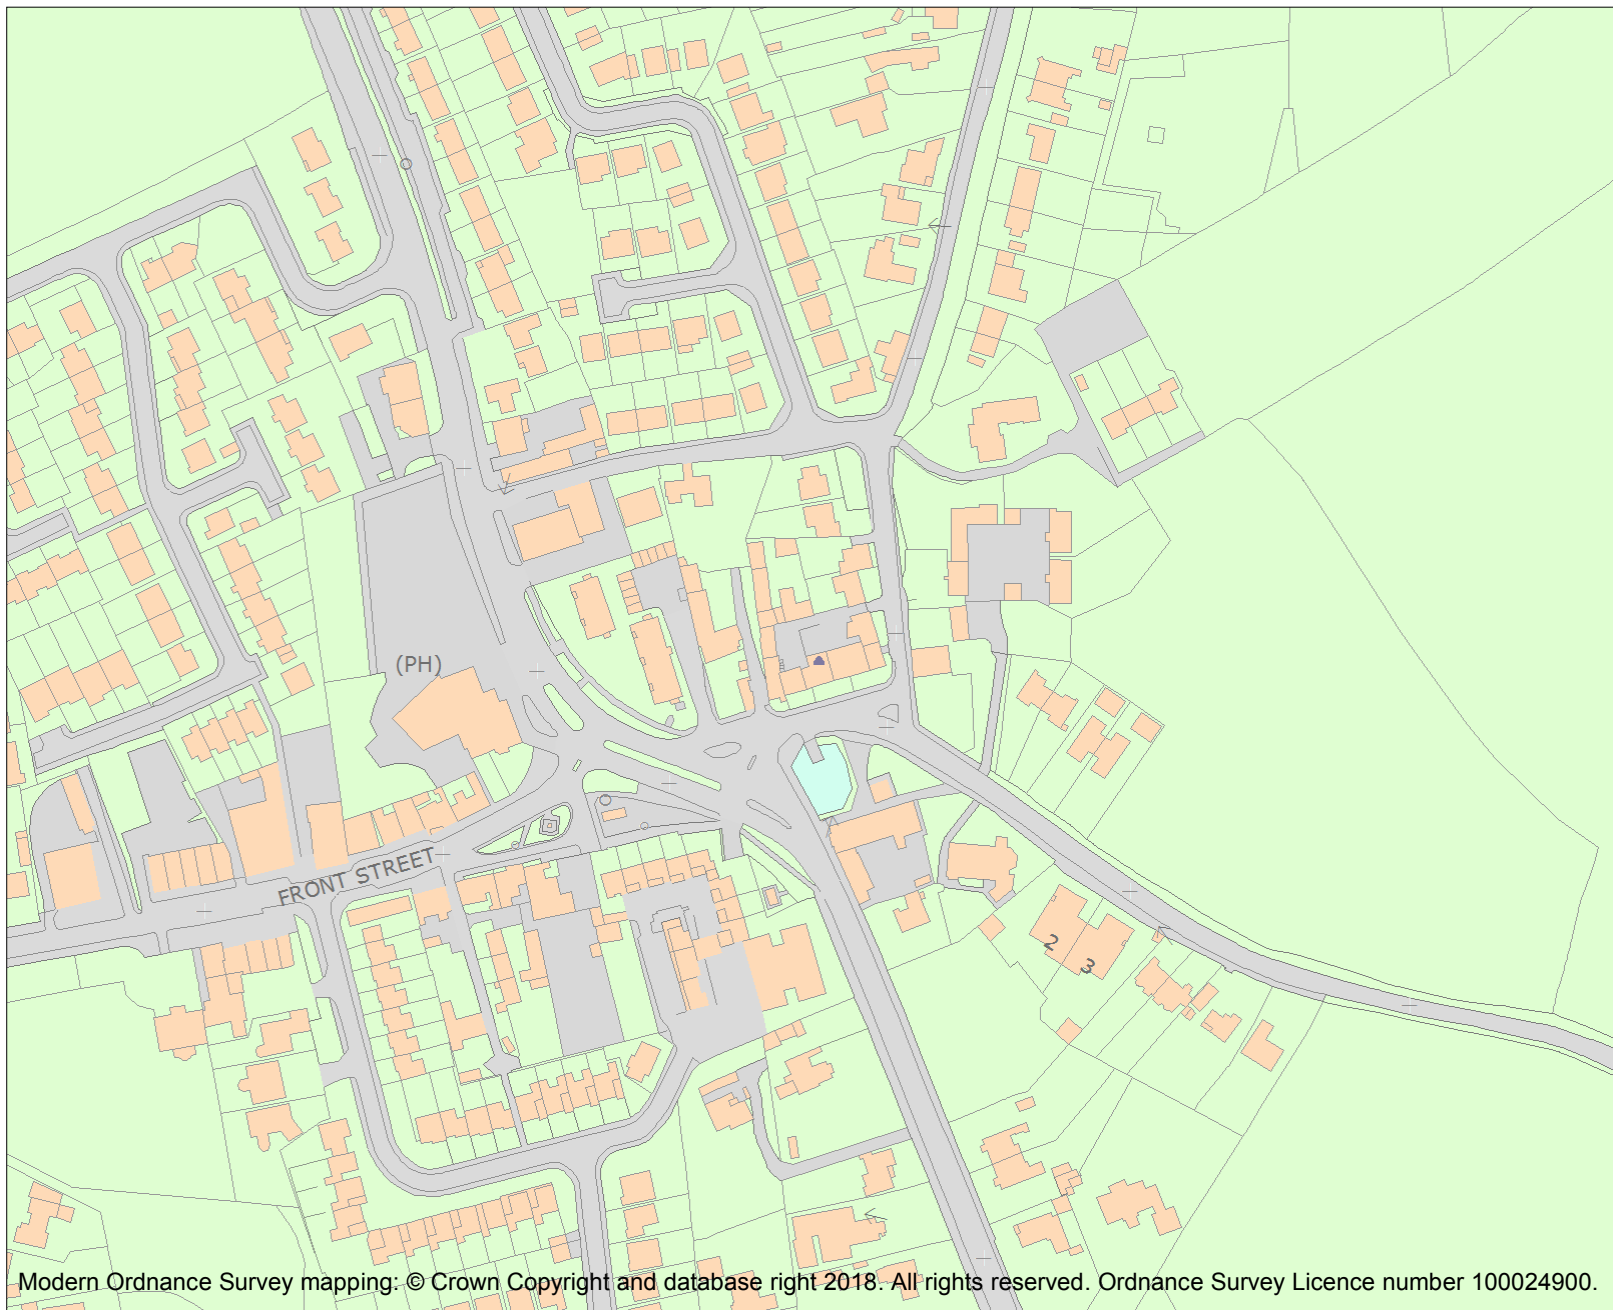 (PH)
FRONT STREET
2
3
Modern Ordnance Survey mapping: © Crown Copyright and database right 2018. All rights reserved. Ordnance Survey Licence number 100024900.